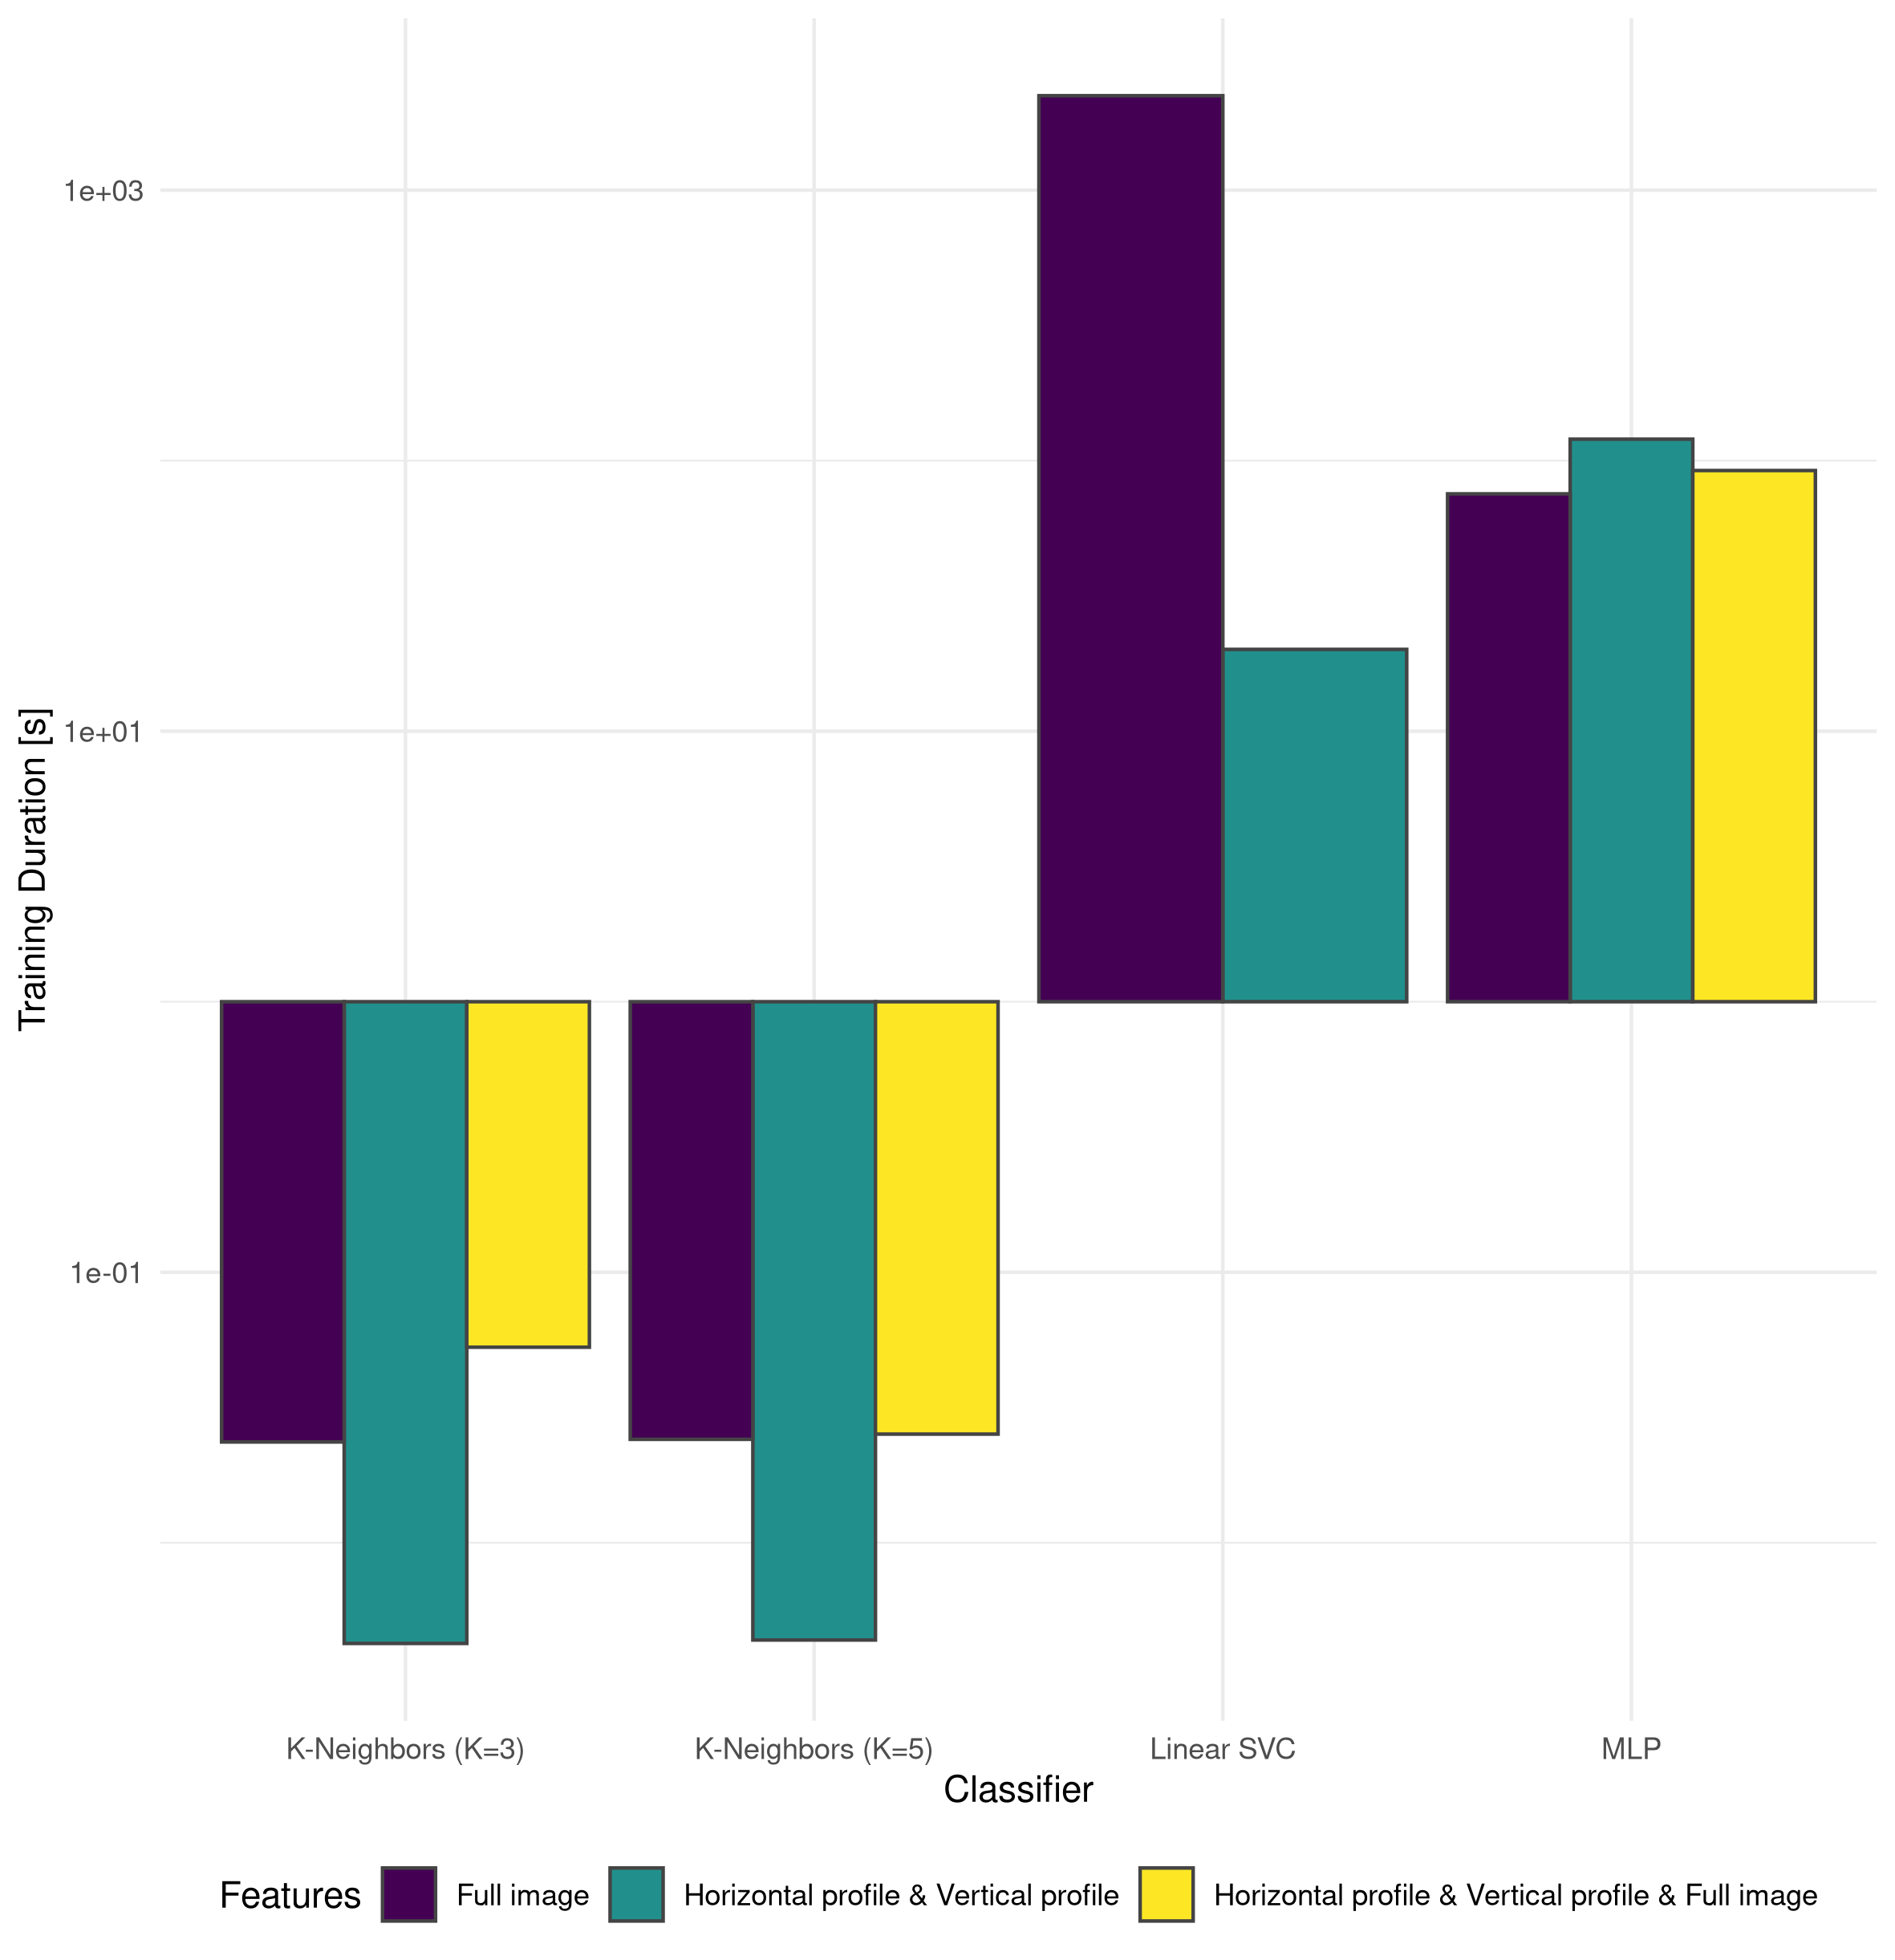 Training Duration [s]
1e+03
1e+01
1e-01
K-Neighbors (K=3)
K-Neighbors (K=5)
Linear SVC
MLP
Classifier
Features
Full image
Horizontal profile & Vertical profile
Horizontal profile & Vertical profile & Full image